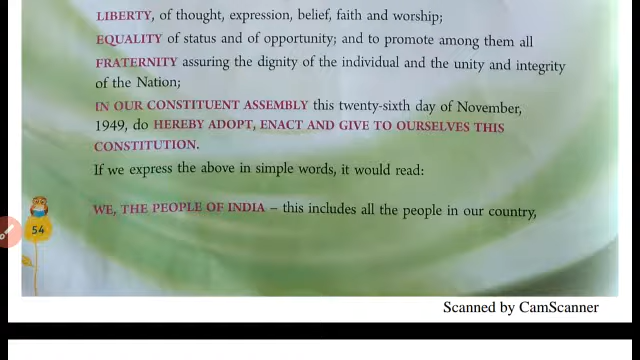 LIBERTY, of thought, expression, belief, faith and worship;
EQUALITY of status and of opportunity; and to promote among them all
FRATERNITY assuring the dignity of the individual and the unity and integrity
of the Nation;
IN OUR CONSTITUENT ASSEMBLY this twenty-sixth day of November,
1949, do HEREBY ADOPT, ENACT AND GIVE TO OURSELVES THIS
CONSTITUTION.
If we express the above in simple words, it would read:
WE, THE PEOPLE OF INDIA – this includes all the people in our country,
54
Scanned by CamScanner